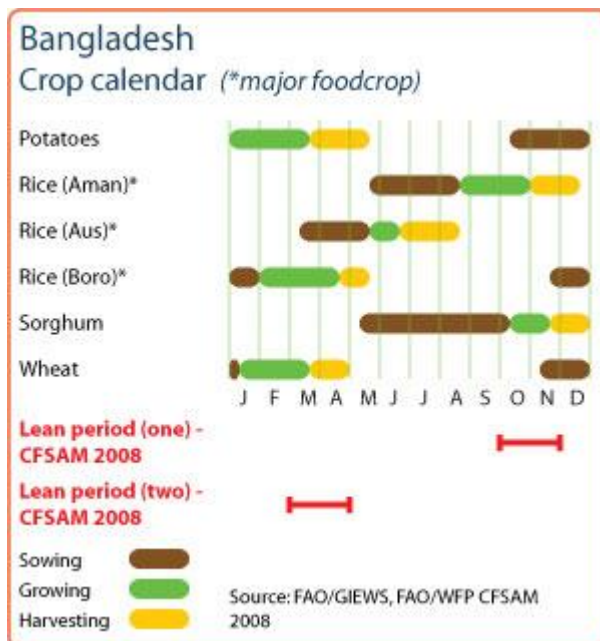 Bangladesh
Crop calendar (*major foodcrop)
Potatoes
Rice (Aman)*
Rice (Aus)*
Rice (Boro)*
Sorghum
Wheat
J F M A M J J A S O N D
Lean period (one) -
CFSAM 2008
Lean period (two) -
CFSAM 2008
Sowing
Growing
Harvesting
Source: FAO/GIEWS, FAO/WFP CFSAM
2008